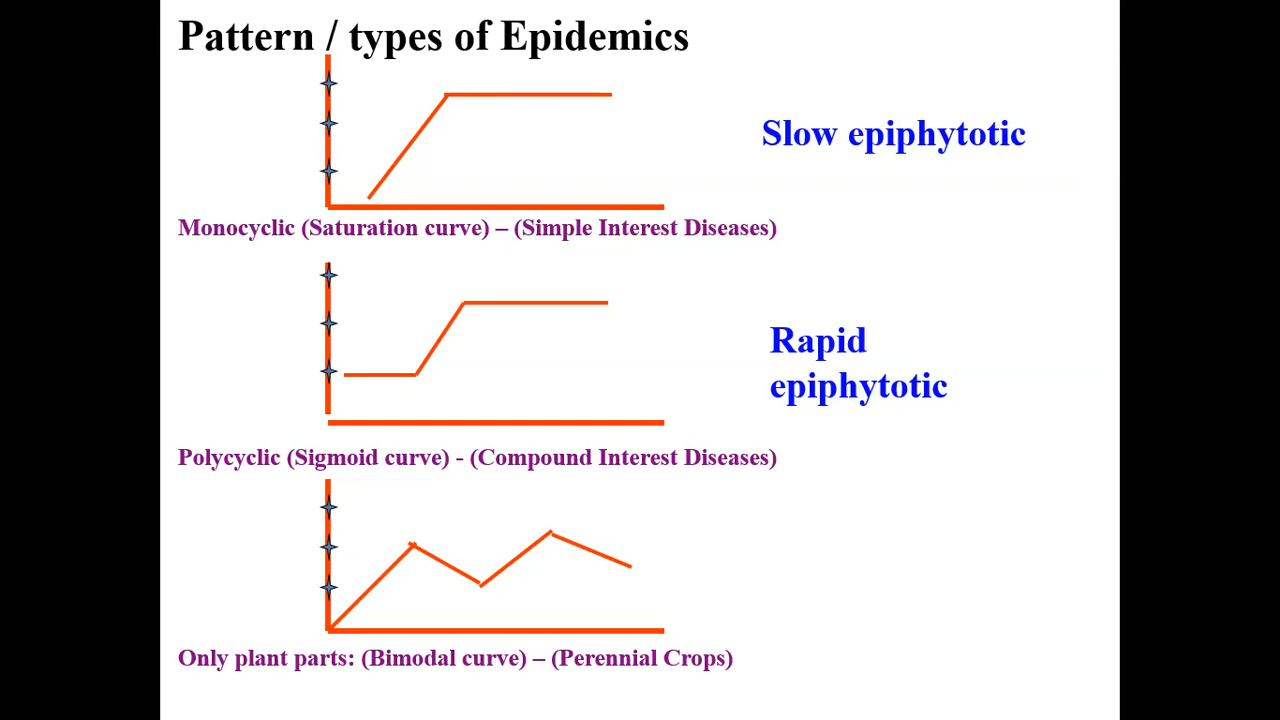 Pattern / types of Epidemics
Slow epiphytotic
Monocyclic (Saturation curve) – (Simple Interest Diseases)
Rapid
epiphytotic
Polycyclic (Sigmoid curve) - (Compound Interest Diseases)
Only plant parts: (Bimodal curve) – (Perennial Crops)